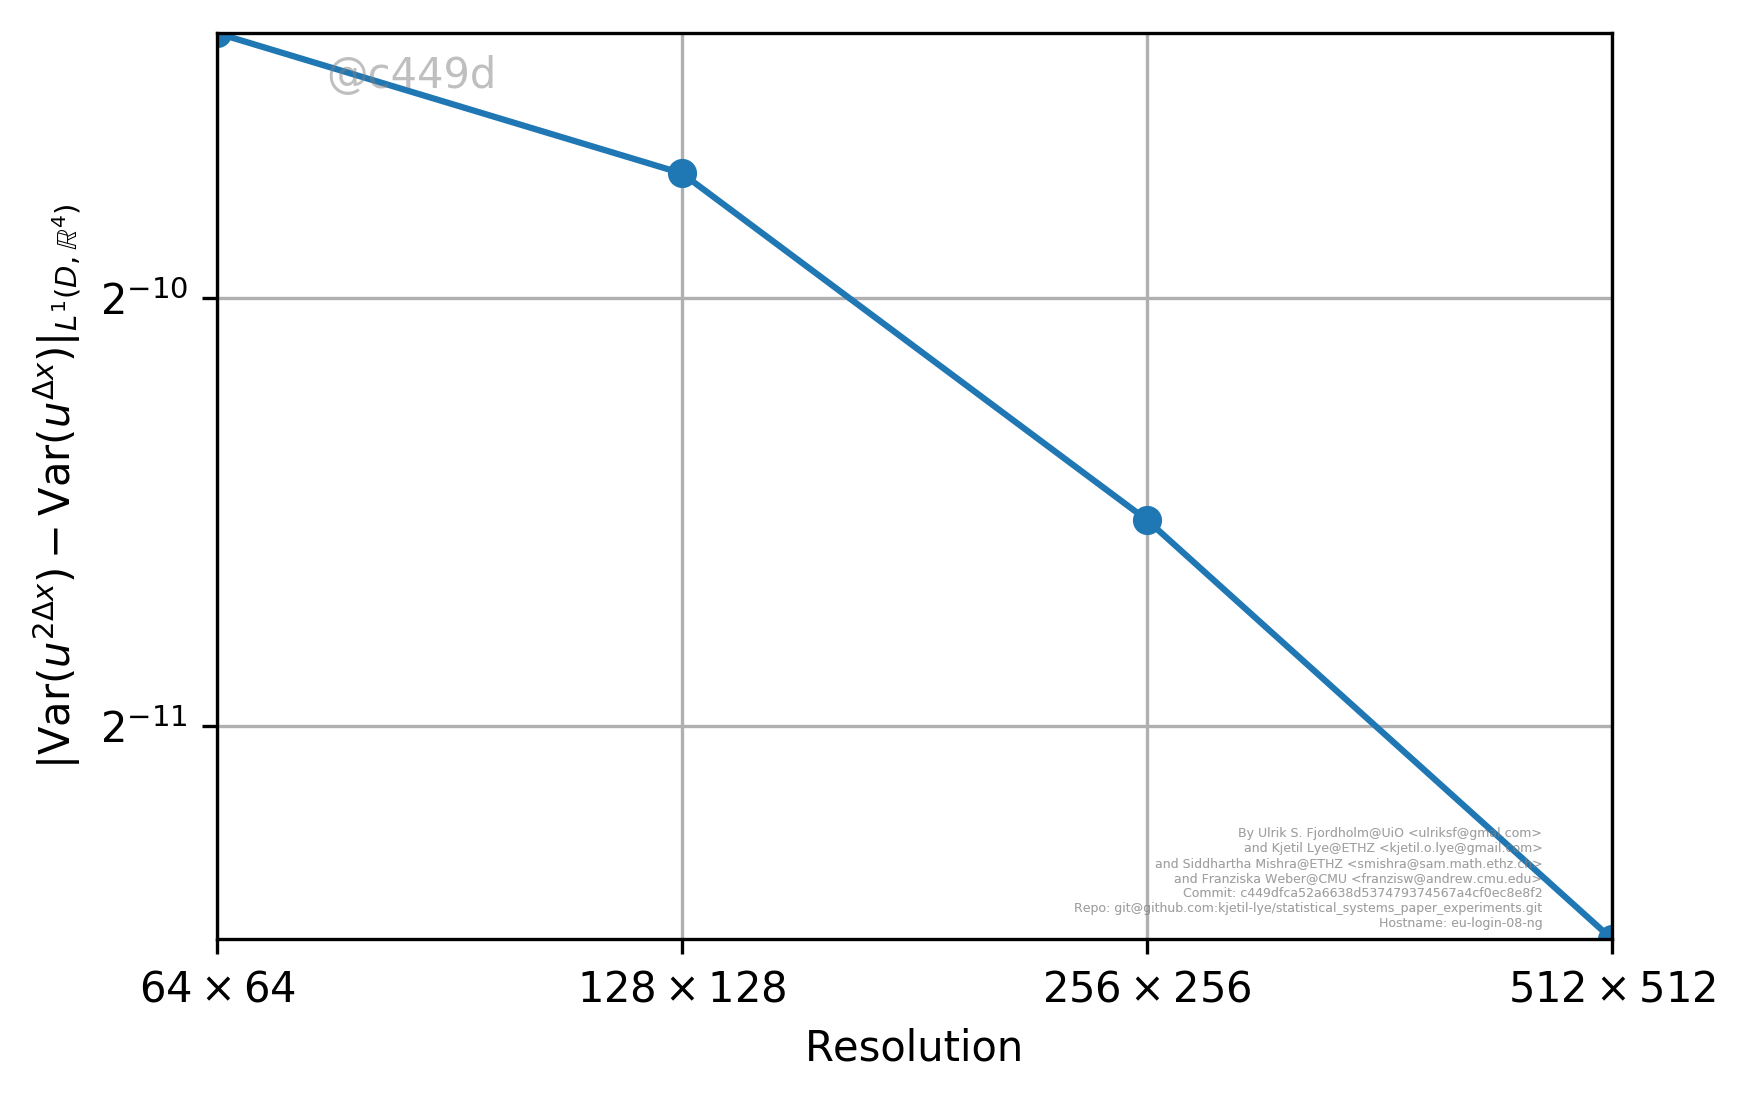 @c449d
|Var(u^{2Δx}) − Var(u^{Δx})|_{L^1(D, ℝ^4)}
2^{−10}
2^{−11}
By Ulrik S. Fjordholm@UiO <ulriksf@gmal.com>
and Kjetil Lye@ETHZ <kjetil.o.lye@gmail.com>
and Siddhartha Mishra@ETHZ <smishra@sam.math.ethz.ch>
and Franziska Weber@CMU <franzisw@andrew.cmu.edu>
Commit: c449dfca52a6638d537479374567a4cf0ec8e8f2
Repo: git@github.com:kjetil-lye/statistical_systems_paper_experiments.git
Hostname: eu-login-08-ng
64 × 64 128 × 128 256 × 256 512 × 512
Resolution